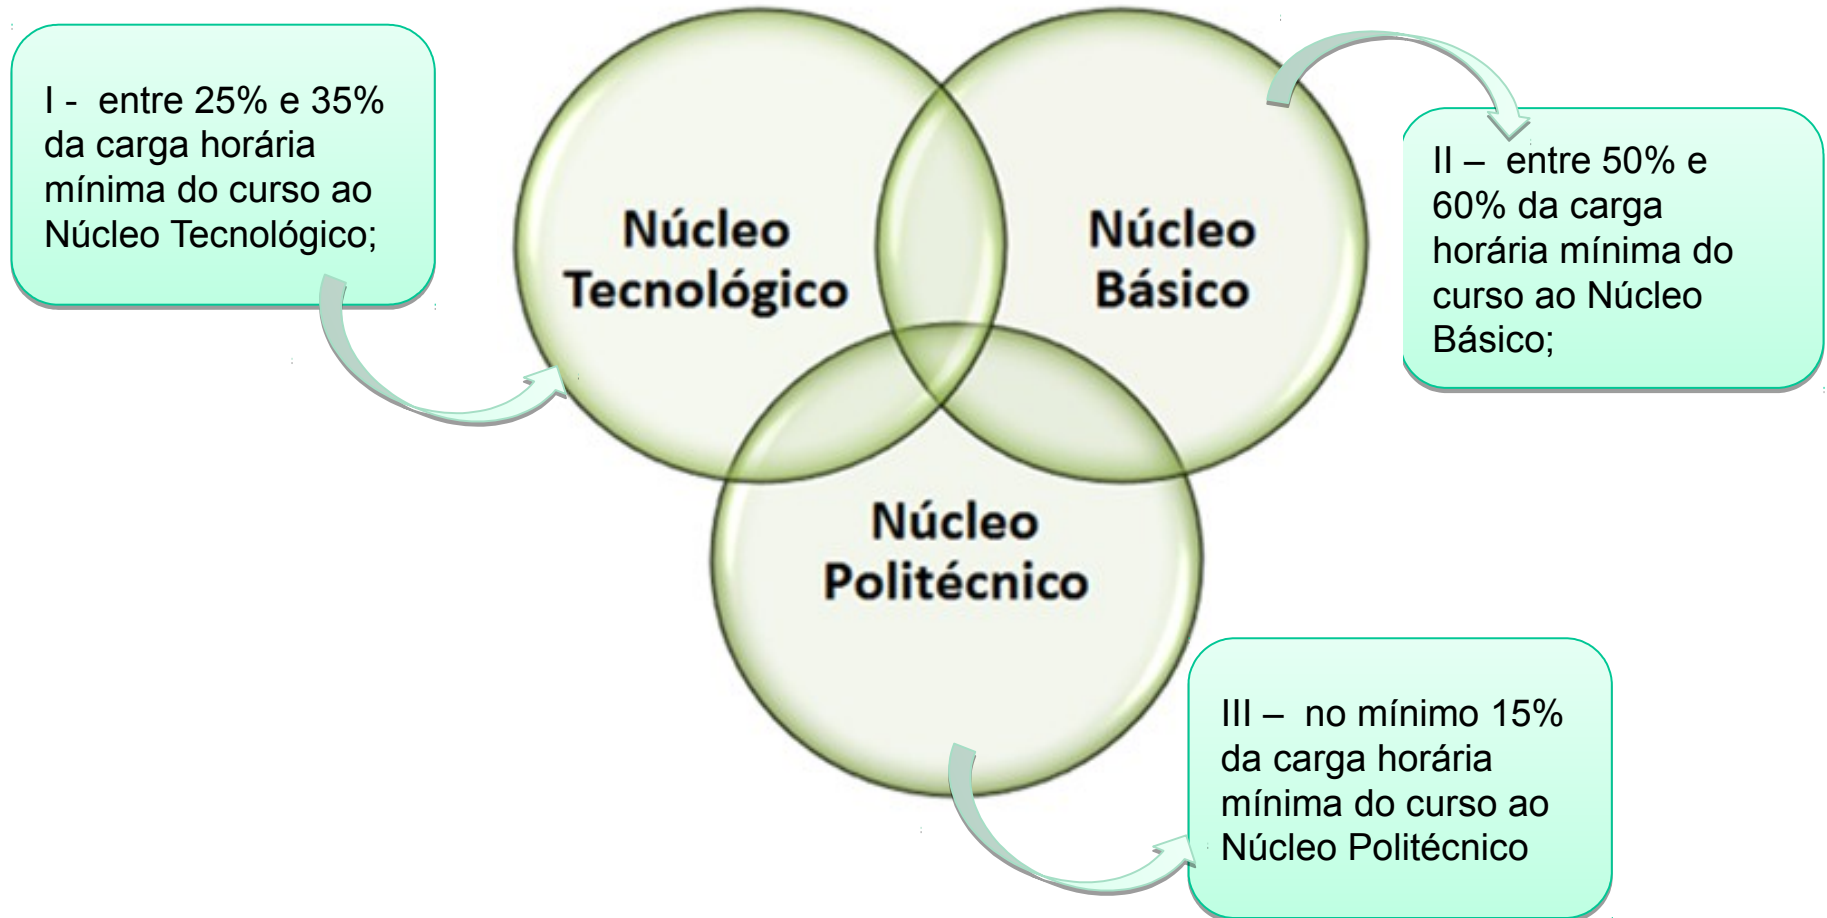 I -  entre 25% e 35%
da carga horária
mínima do curso ao
Núcleo Tecnológico;
Núcleo
Tecnológico
Núcleo
Básico
II –  entre 50% e
60% da carga
horária mínima do
curso ao Núcleo
Básico;
Núcleo
Politécnico
III –  no mínimo 15%
da carga horária
mínima do curso ao
Núcleo Politécnico